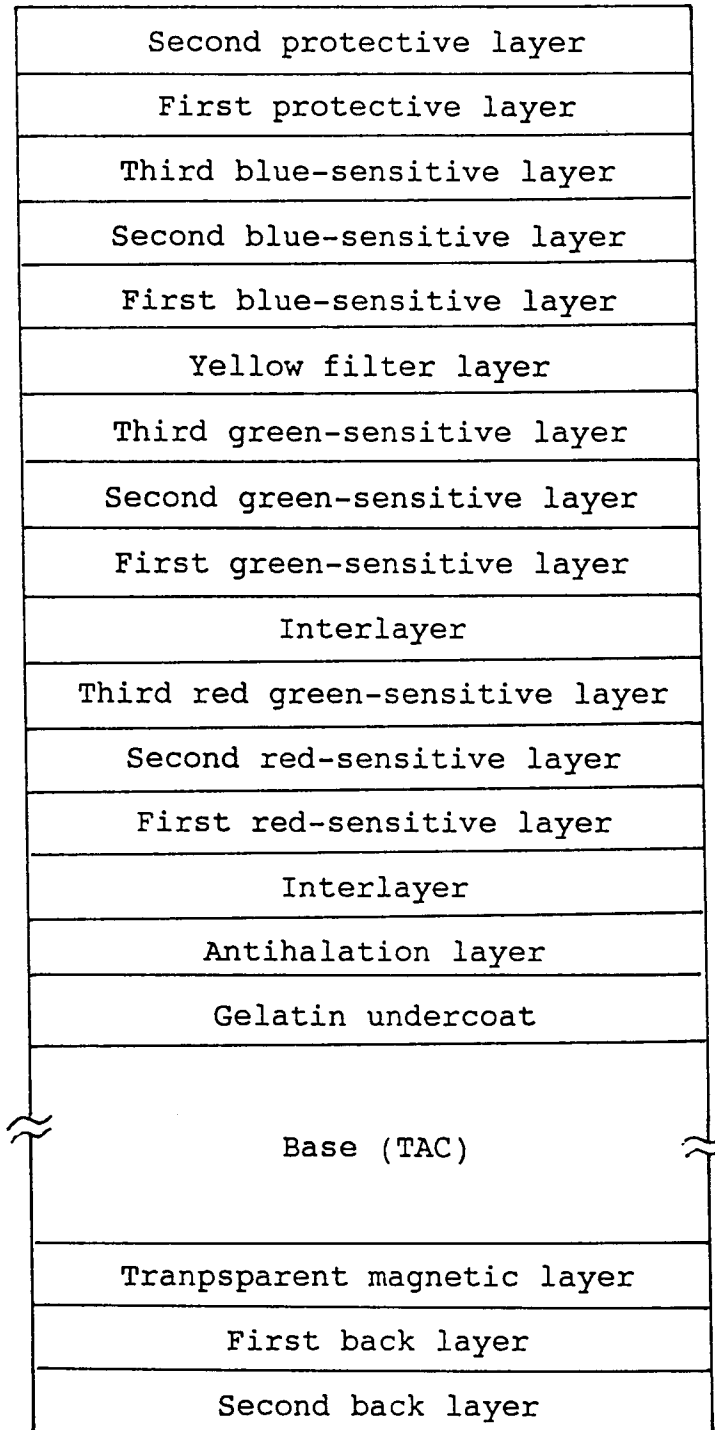 Second protective layer
First protective layer
Third blue-sensitive layer
Second blue-sensitive layer
First blue-sensitive layer
Yellow filter layer
Third green-sensitive layer
Second green-sensitive layer
First green-sensitive layer
Interlayer
Third red green-sensitive layer
Second red-sensitive layer
First red-sensitive layer
Interlayer
Antihalation layer
Gelatin undercoat
Base (TAC)
Tranpsparent magnetic layer
First back layer
Second back layer